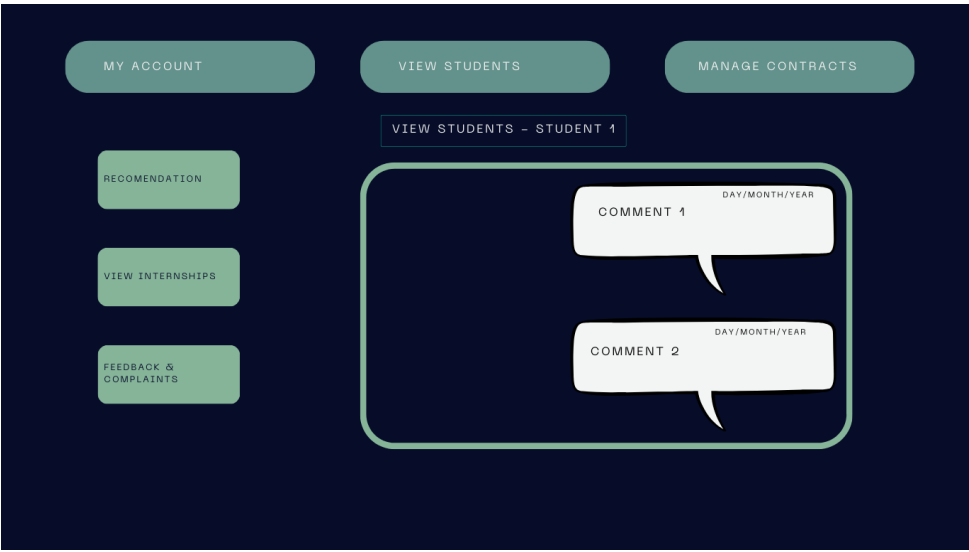 MY ACCOUNT
VIEW STUDENTS
MANAGE CONTRACTS
VIEW STUDENTS – STUDENT 1
RECOMENDATION
VIEW INTERNSHIPS
FEEDBACK &
COMPLAINTS
DAY/MONTH/YEAR
COMMENT 1
DAY/MONTH/YEAR
COMMENT 2